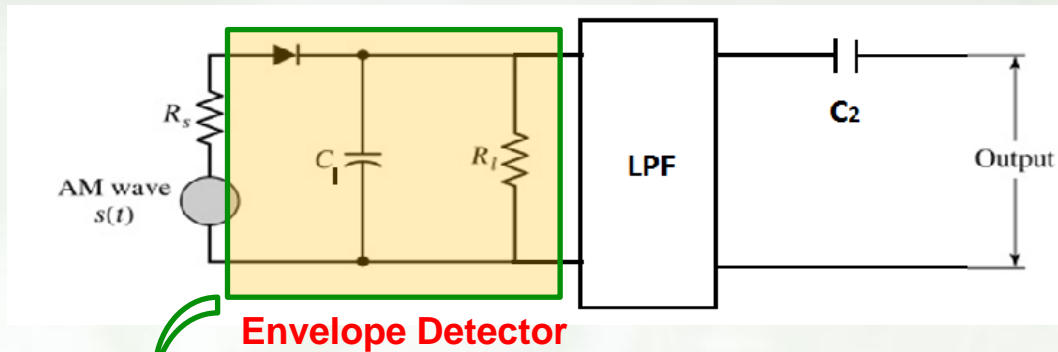 Rs
AM wave
s(t)
C1
Rl
LPF
C2
Output
Envelope Detector